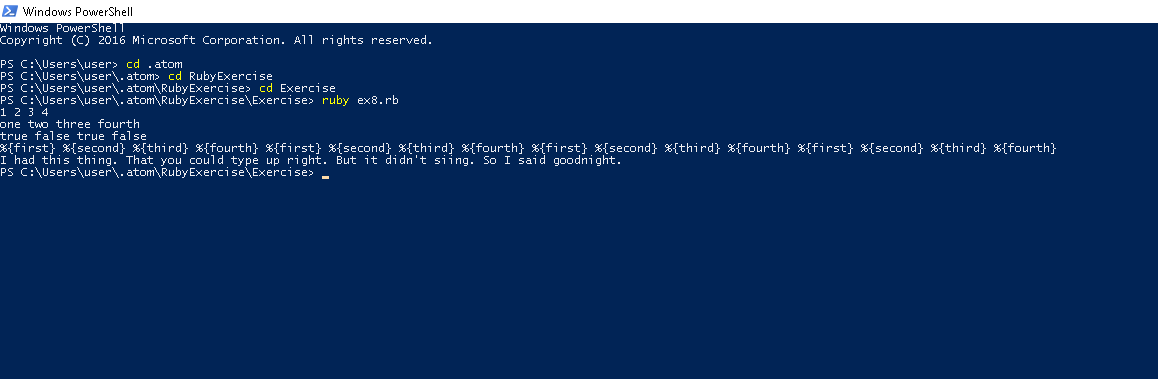 Windows PowerShell
Windows PowerShell
Copyright (C) 2016 Microsoft Corporation. All rights reserved.
PS C:\Users\user> cd .atom
PS C:\Users\user\.atom> cd RubyExercise
PS C:\Users\user\.atom\RubyExercise> cd Exercise
PS C:\Users\user\.atom\RubyExercise\Exercise> ruby ex8.rb
1 2 3 4
one two three fourth
true false true false
%{first} %{second} %{third} %{fourth} %{first} %{second} %{third} %{fourth} %{first} %{second} %{third} %{fourth} %{first} %{second} %{third} %{fourth}
I had this thing. That you could type up right. But it didn't siing. So I said goodnight.
PS C:\Users\user\.atom\RubyExercise\Exercise>